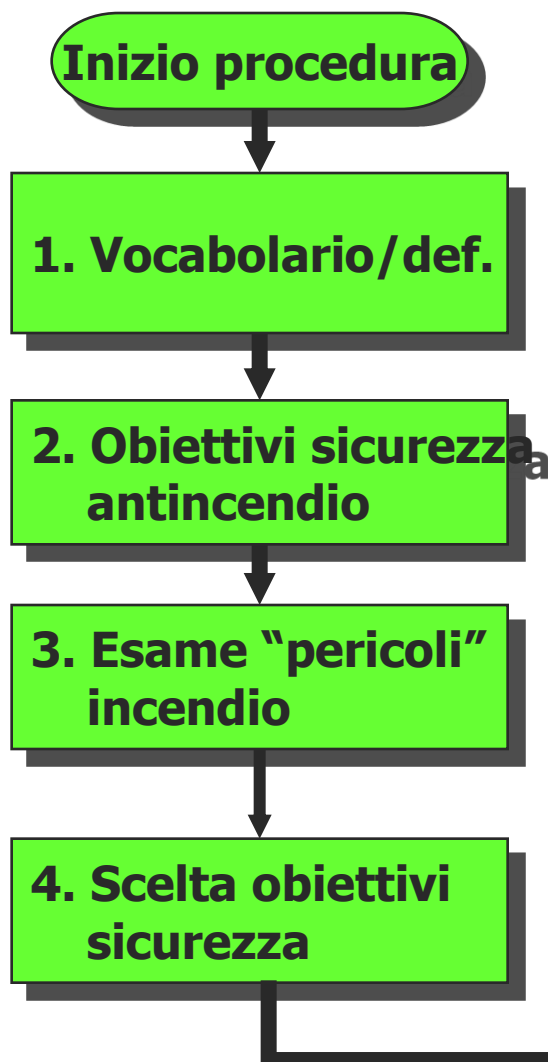 Inizio procedura
1. Vocabolario/def.
2. Obiettivi sicurezza
antincendio
3. Esame “pericoli”
incendio
4. Scelta obiettivi
sicurezza